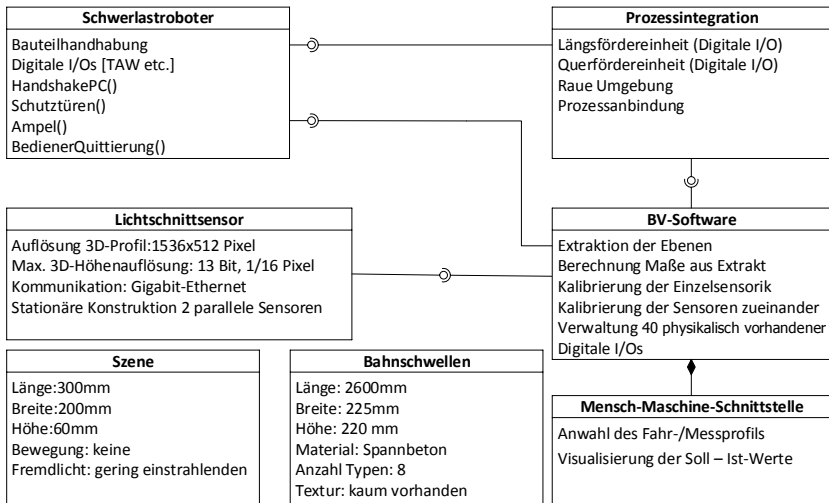 Schwerlastroboter
Bauteilhandhabung
Digitale I/Os [TAW etc.]
HandshakePC()
Schutztüren()
Ampel()
BedienerQuittierung()
Prozessintegration
Längsfördereinheit (Digitale I/O)
Querfördereinheit (Digitale I/O)
Raue Umgebung
Prozessanbindung
Lichtschnittsensor
Auflösung 3D-Profil:1536x512 Pixel
Max. 3D-Höhenauflösung: 13 Bit, 1/16 Pixel
Kommunikation: Gigabit-Ethernet
Stationäre Konstruktion 2 parallele Sensoren
BV-Software
Extraktion der Ebenen
Berechnung Maße aus Extrakt
Kalibrierung der Einzelsensorik
Kalibrierung der Sensoren zueinander
Verwaltung 40 physikalisch vorhandener
Digitale I/Os
Szene
Länge:300mm
Breite:200mm
Höhe:60mm
Bewegung: keine
Fremdlicht: gering einstrahlenden
Bahnschwellen
Länge: 2600mm
Breite: 225mm
Höhe: 220 mm
Material: Spannbeton
Anzahl Typen: 8
Textur: kaum vorhanden
Mensch-Maschine-Schnittstelle
Anwahl des Fahr-/Messprofils
Visualisierung der Soll – Ist-Werte